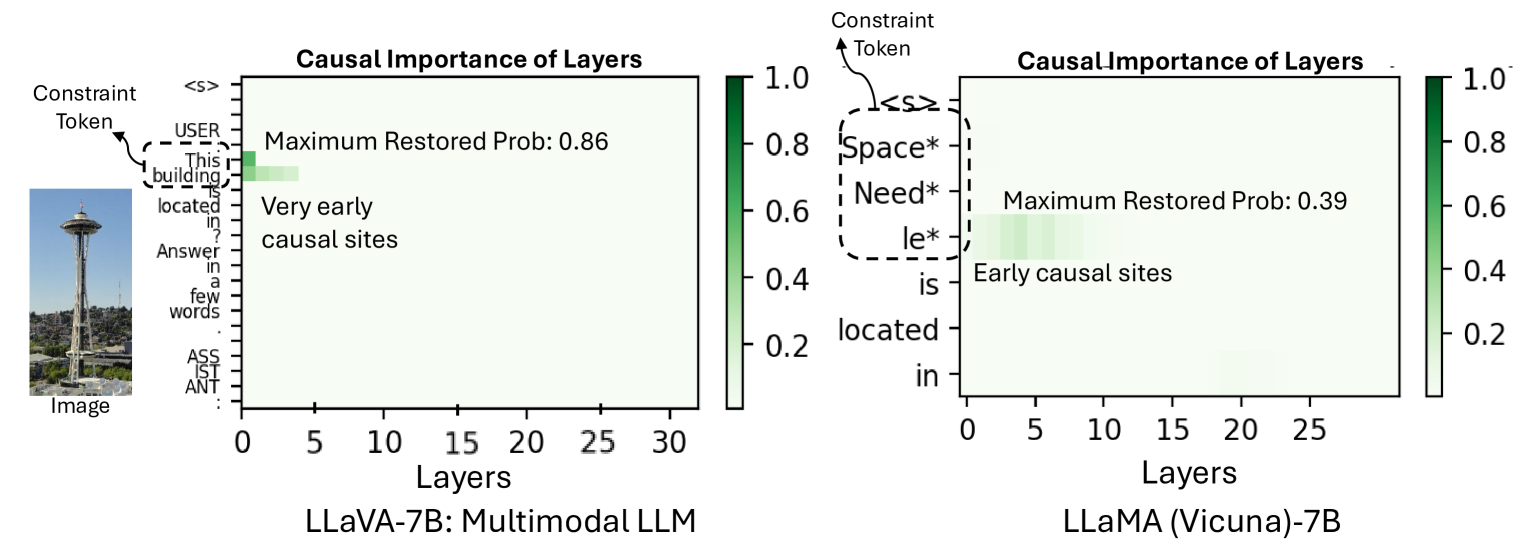 Causal Importance of Layers
Constraint
Token
<s>
USER
:
This
building
is
located
in
?
Answer
in
a
few
words
.
ASS
IST
ANT
:
Maximum Restored Prob: 0.86
Very early
causal sites
Image
0 5 10 15 20 25 30
Layers
1.0
0.8
0.6
0.4
0.2
LLaVA-7B: Multimodal LLM
Constraint
Token
Causal Importance of Layers
<s>
Space*
Need*
le*
is
located
in
Maximum Restored Prob: 0.39
Early causal sites
0 5 10 15 20 25
Layers
1.0
0.8
0.6
0.4
0.2
LLaMA (Vicuna)-7B